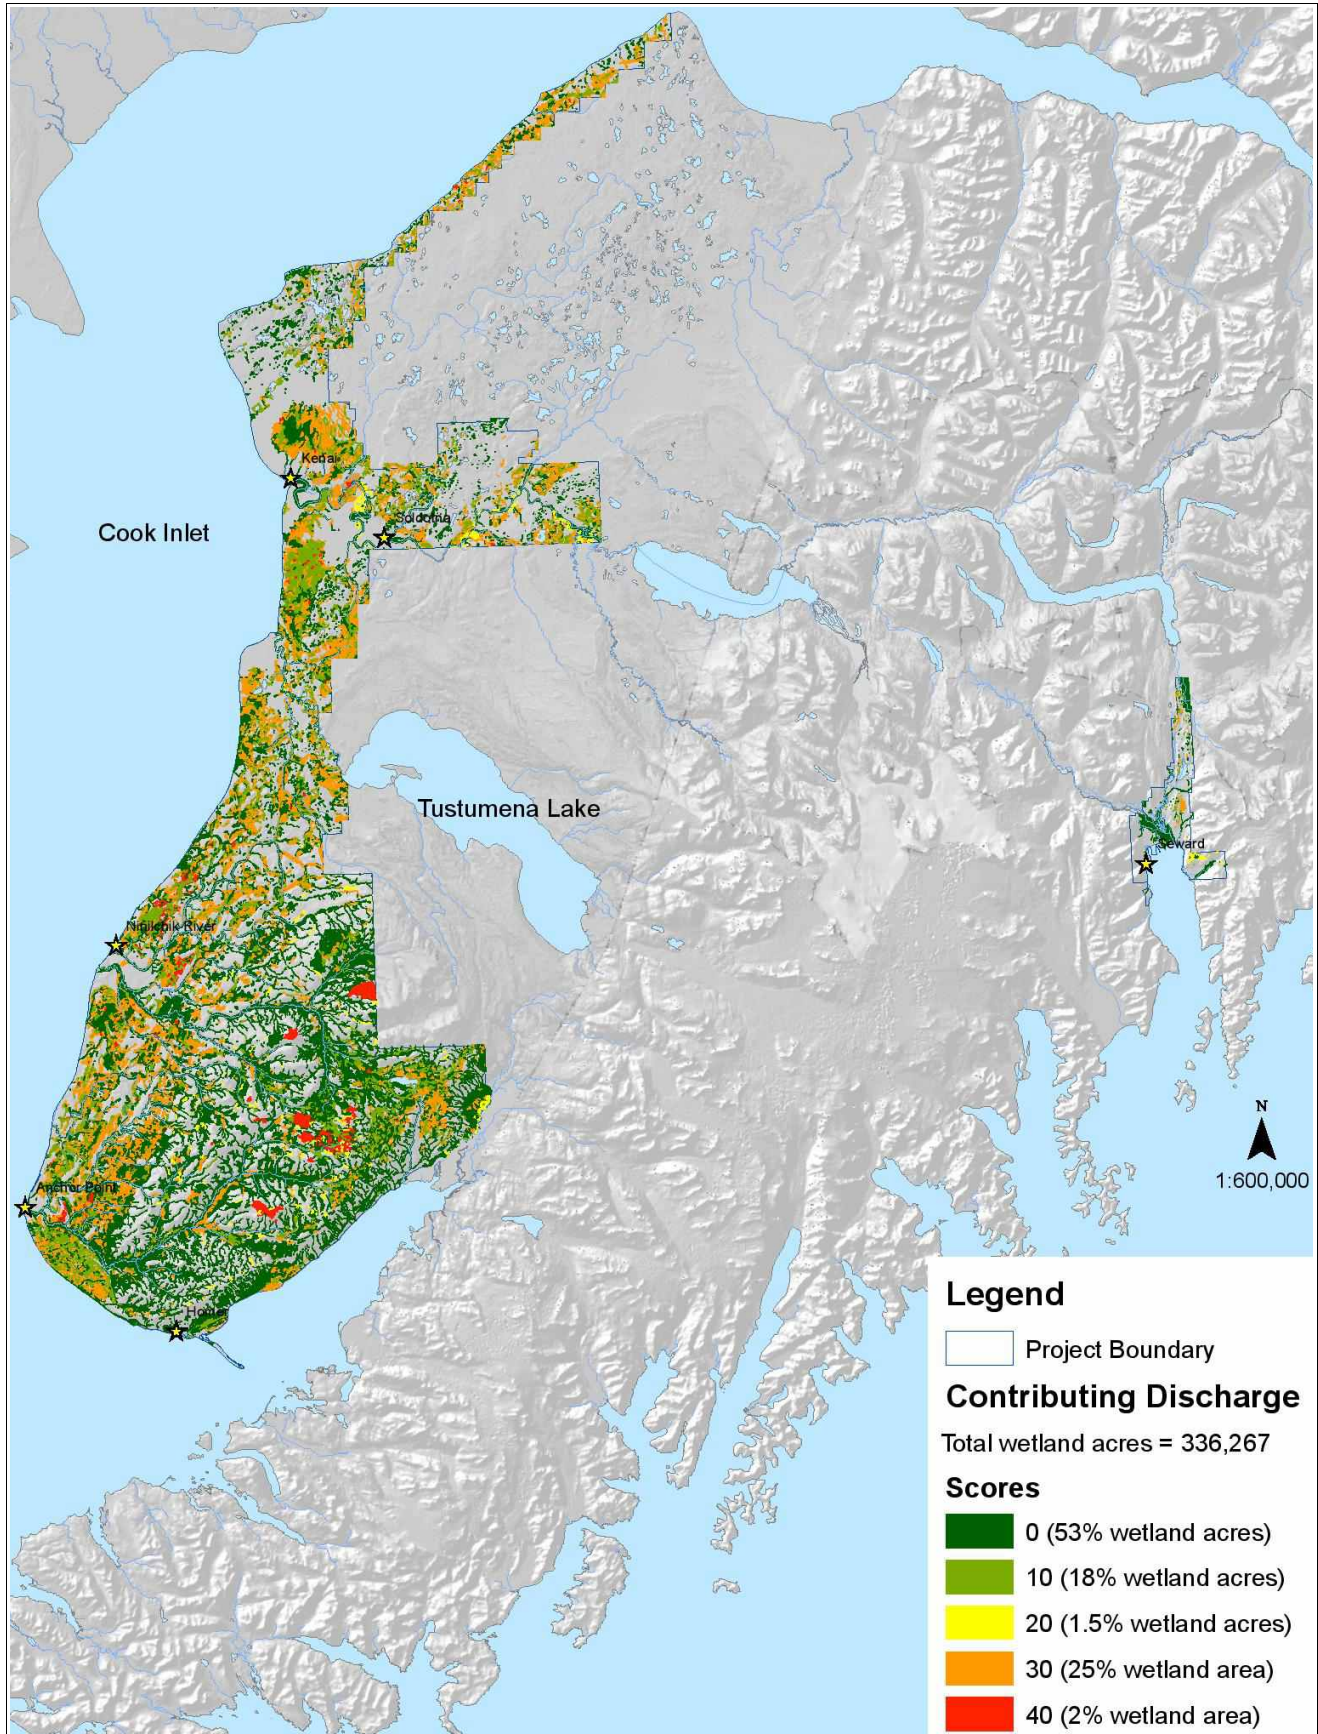 Kenai
Soldotna
Cook Inlet
Tustumena Lake
Seward
Ninilchik River
N
1:600,000
Anchor Point
Homer
Legend
Project Boundary
Contributing Discharge
Total wetland acres = 336,267
Scores
0 (53% wetland acres)
10 (18% wetland acres)
20 (1.5% wetland acres)
30 (25% wetland area)
40 (2% wetland area)